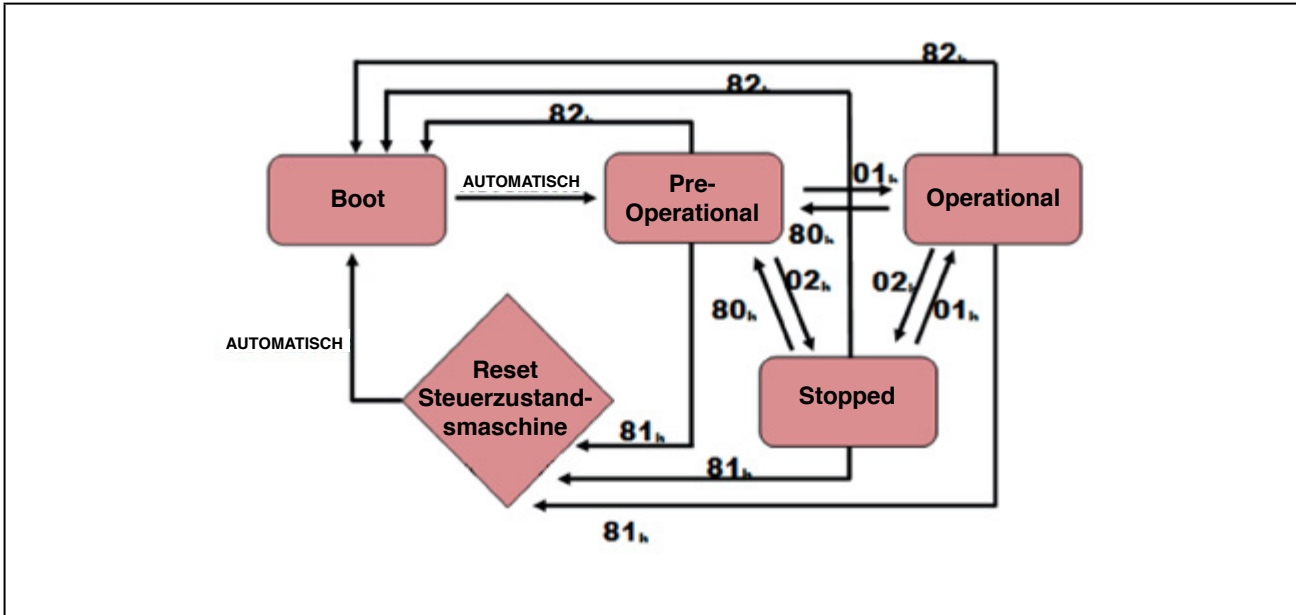 82h
82h
82h
Boot
AUTOMATISCH
Pre-
Operational
01h
Operational
80h
02h
80h
02h
01h
AUTOMATISCH
Reset
Steuerzustand-
smaschine
Stopped
81h
81h
81h